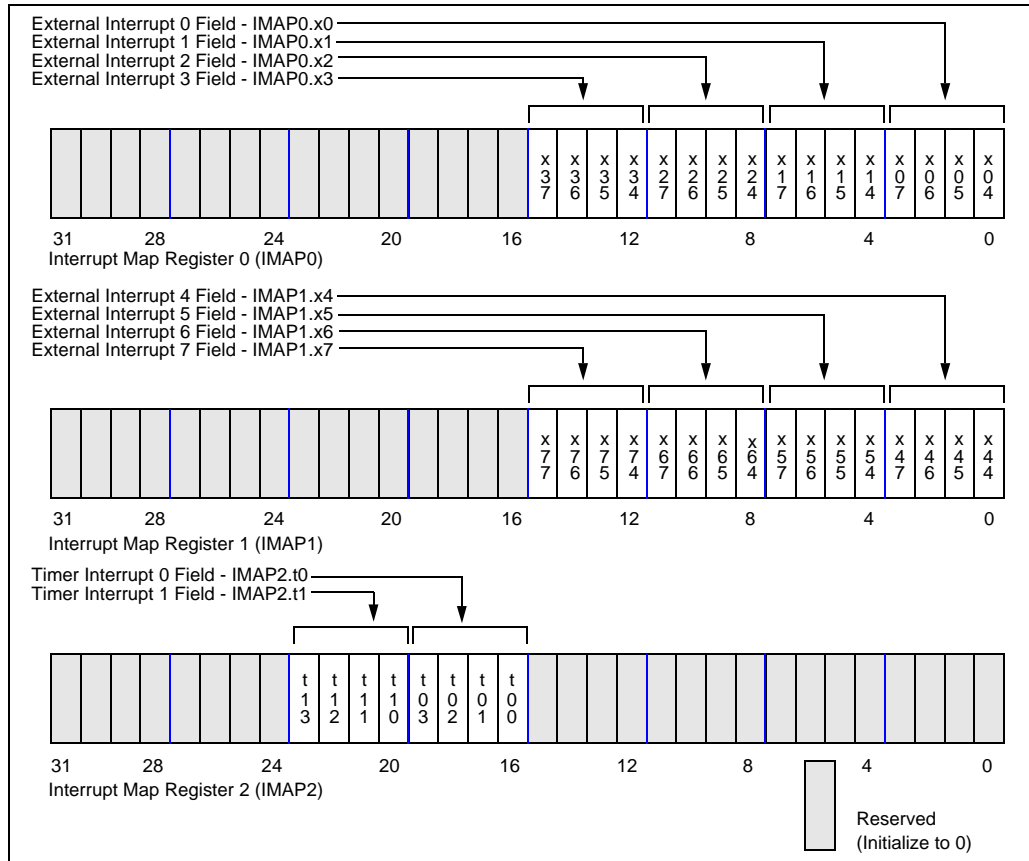 External Interrupt 0 Field - IMAP0.x0
External Interrupt 1 Field - IMAP0.x1
External Interrupt 2 Field - IMAP0.x2
External Interrupt 3 Field - IMAP0.x3
x37 x36 x35 x34 x27 x26 x25 x24 x17 x16 x15 x14 x07 x06 x05 x04
31 28 24 20 16 12 8 4 0
Interrupt Map Register 0 (IMAP0)
External Interrupt 4 Field - IMAP1.x4
External Interrupt 5 Field - IMAP1.x5
External Interrupt 6 Field - IMAP1.x6
External Interrupt 7 Field - IMAP1.x7
x77 x76 x75 x74 x67 x66 x65 x64 x57 x56 x55 x54 x47 x46 x45 x44
31 28 24 20 16 12 8 4 0
Interrupt Map Register 1 (IMAP1)
Timer Interrupt 0 Field - IMAP2.t0
Timer Interrupt 1 Field - IMAP2.t1
t13 t12 t11 t10 t03 t02 t01 t00
31 28 24 20 16 12 8 4 0
Interrupt Map Register 2 (IMAP2)
Reserved
(Initialize to 0)